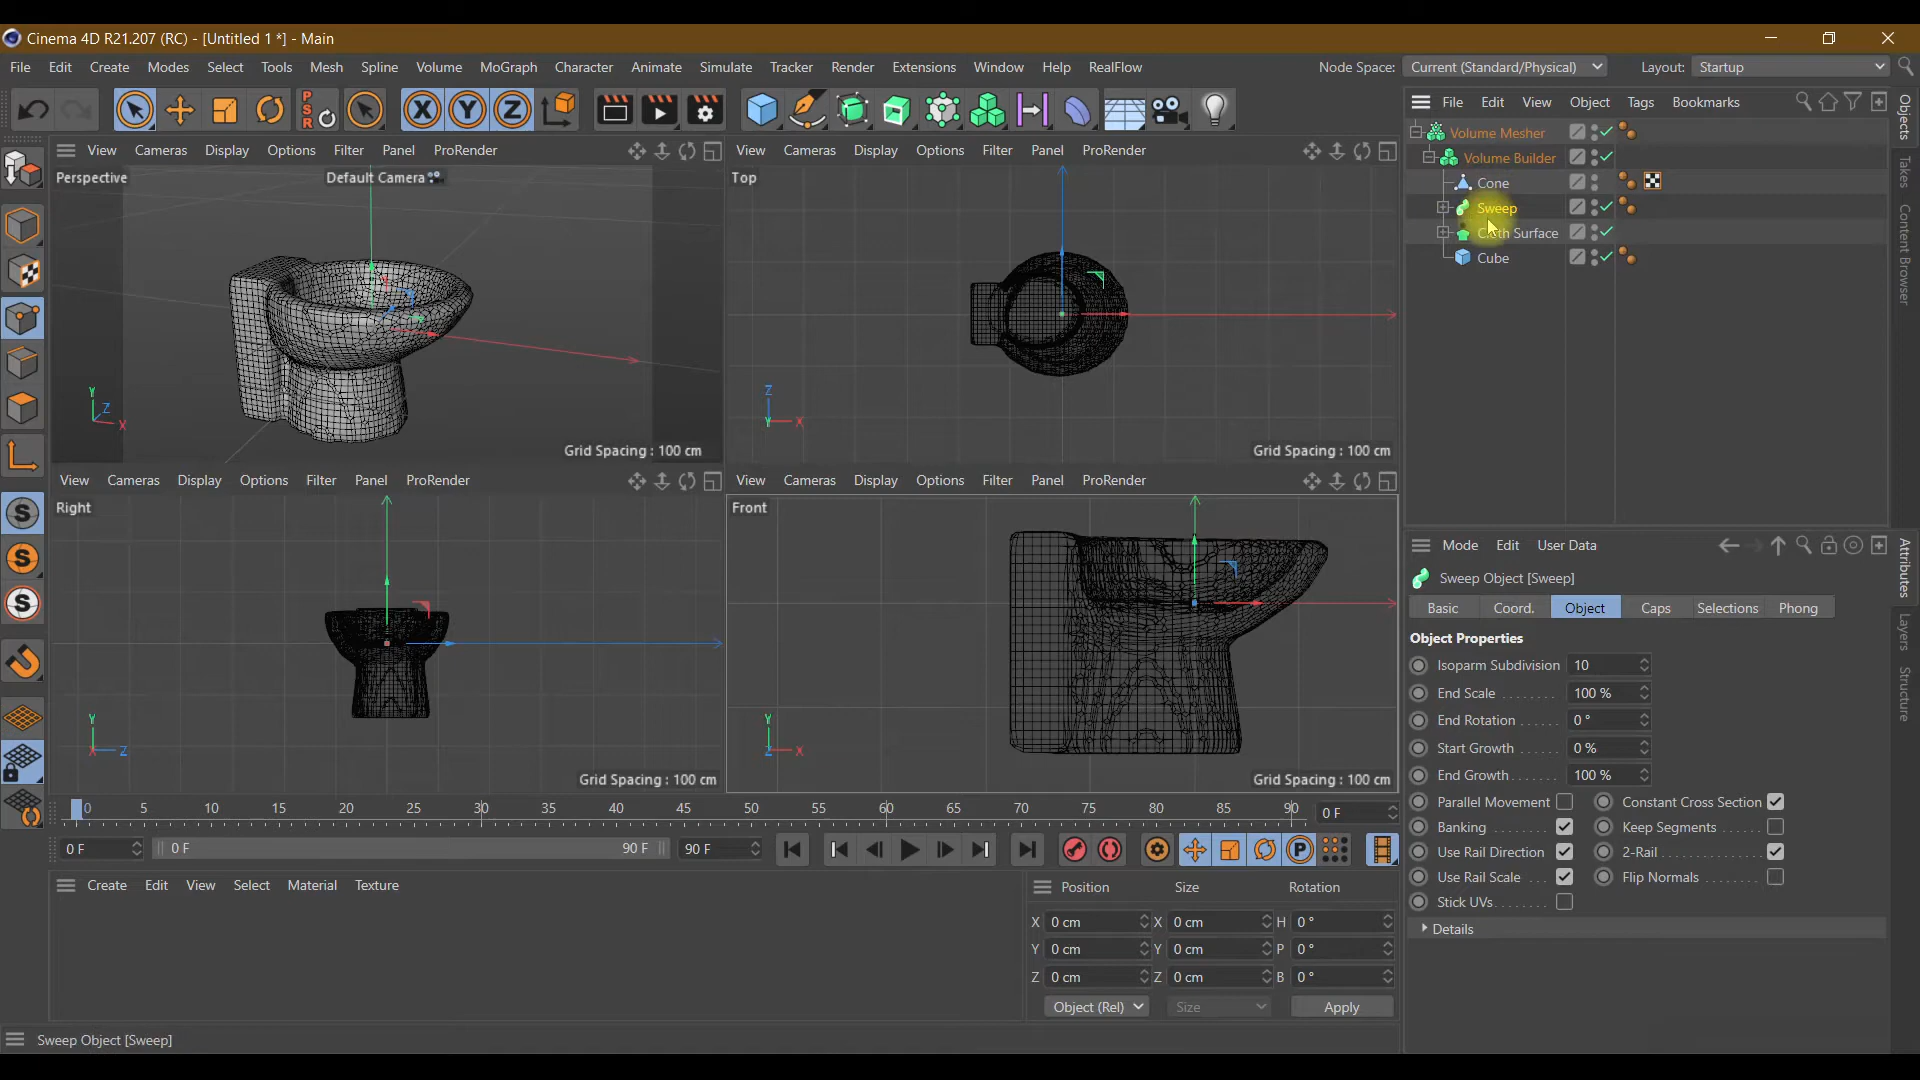 Cinema 4D R21.207 (RC) - [Untitled 1 *] - Main
File Edit Create Modes Select Tools Mesh Spline Volume MoGraph Character Animate Simulate Tracker Render Extensions Window Help RealFlow Node Space: Current (Standard/Physical) Layout: Startup
PSR X Y Z
File Edit View Object Tags Bookmarks
Volume Mesher
Volume Builder
Cone
Sweep
Cloth Surface
Cube
Objects
Takes
Content Browser
View Cameras Display Options Filter Panel ProRender
Perspective
Default Camera
Y
Z
X
Grid Spacing : 100 cm
View Cameras Display Options Filter Panel ProRender
Top
Z
Y
X
Grid Spacing : 100 cm
View Cameras Display Options Filter Panel ProRender
Right
Y
X
Z
Grid Spacing : 100 cm
View Cameras Display Options Filter Panel ProRender
Front
Y
Z
X
Grid Spacing : 100 cm
S
S
S
Mode Edit User Data
Sweep Object [Sweep]
Basic Coord. Object Caps Selections Phong
Object Properties
Isoparm Subdivision 10
End Scale 100 %
End Rotation 0 °
Start Growth 0 %
End Growth 100 %
Parallel Movement Constant Cross Section
Banking Keep Segments
Use Rail Direction 2-Rail
Use Rail Scale Flip Normals
Stick UVs
Details
Attributes
Layers
Structure
0 5 10 15 20 25 30 35 40 45 50 55 60 65 70 75 80 85 90 0 F
0 F 0 F 90 F 90 F P
Create Edit View Select Material Texture
Position Size Rotation
X 0 cm X 0 cm H 0 °
Y 0 cm Y 0 cm P 0 °
Z 0 cm Z 0 cm B 0 °
Object (Rel) Size Apply
Sweep Object [Sweep]